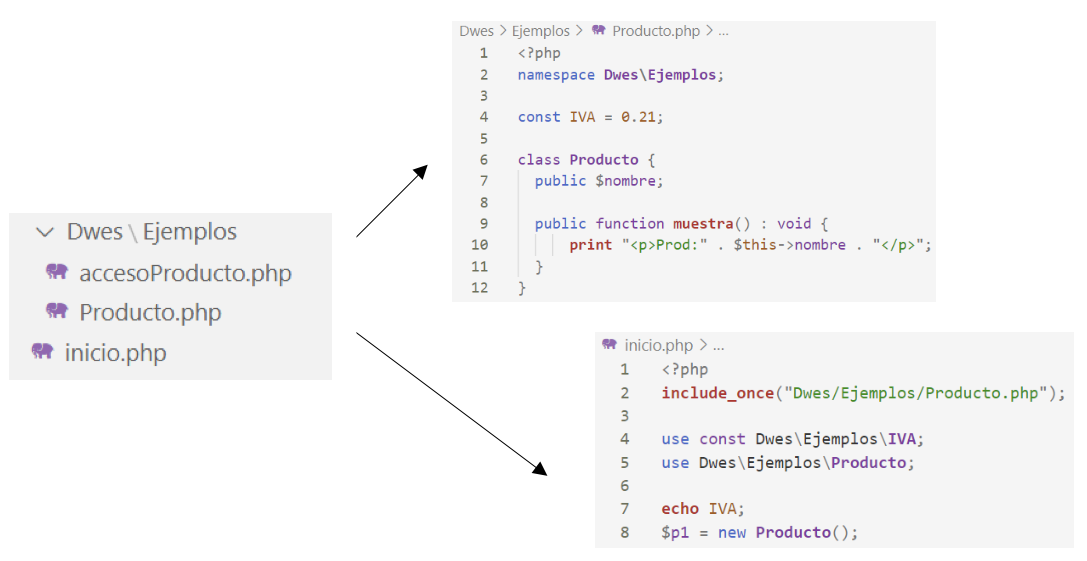 Dwes \ Ejemplos
accesoProducto.php
Producto.php
inicio.php
Dwes > Ejemplos > Producto.php > ...
1 <?php
2 namespace Dwes\Ejemplos;
3
4 const IVA = 0.21;
5
6 class Producto {
7 public $nombre;
8
9 public function muestra() : void {
10 print "<p>Prod:" . $this->nombre . "</p>";
11 }
12 }
inicio.php > ...
1 <?php
2 include_once("Dwes/Ejemplos/Producto.php");
3
4 use const Dwes\Ejemplos\IVA;
5 use Dwes\Ejemplos\Producto;
6
7 echo IVA;
8 $p1 = new Producto();